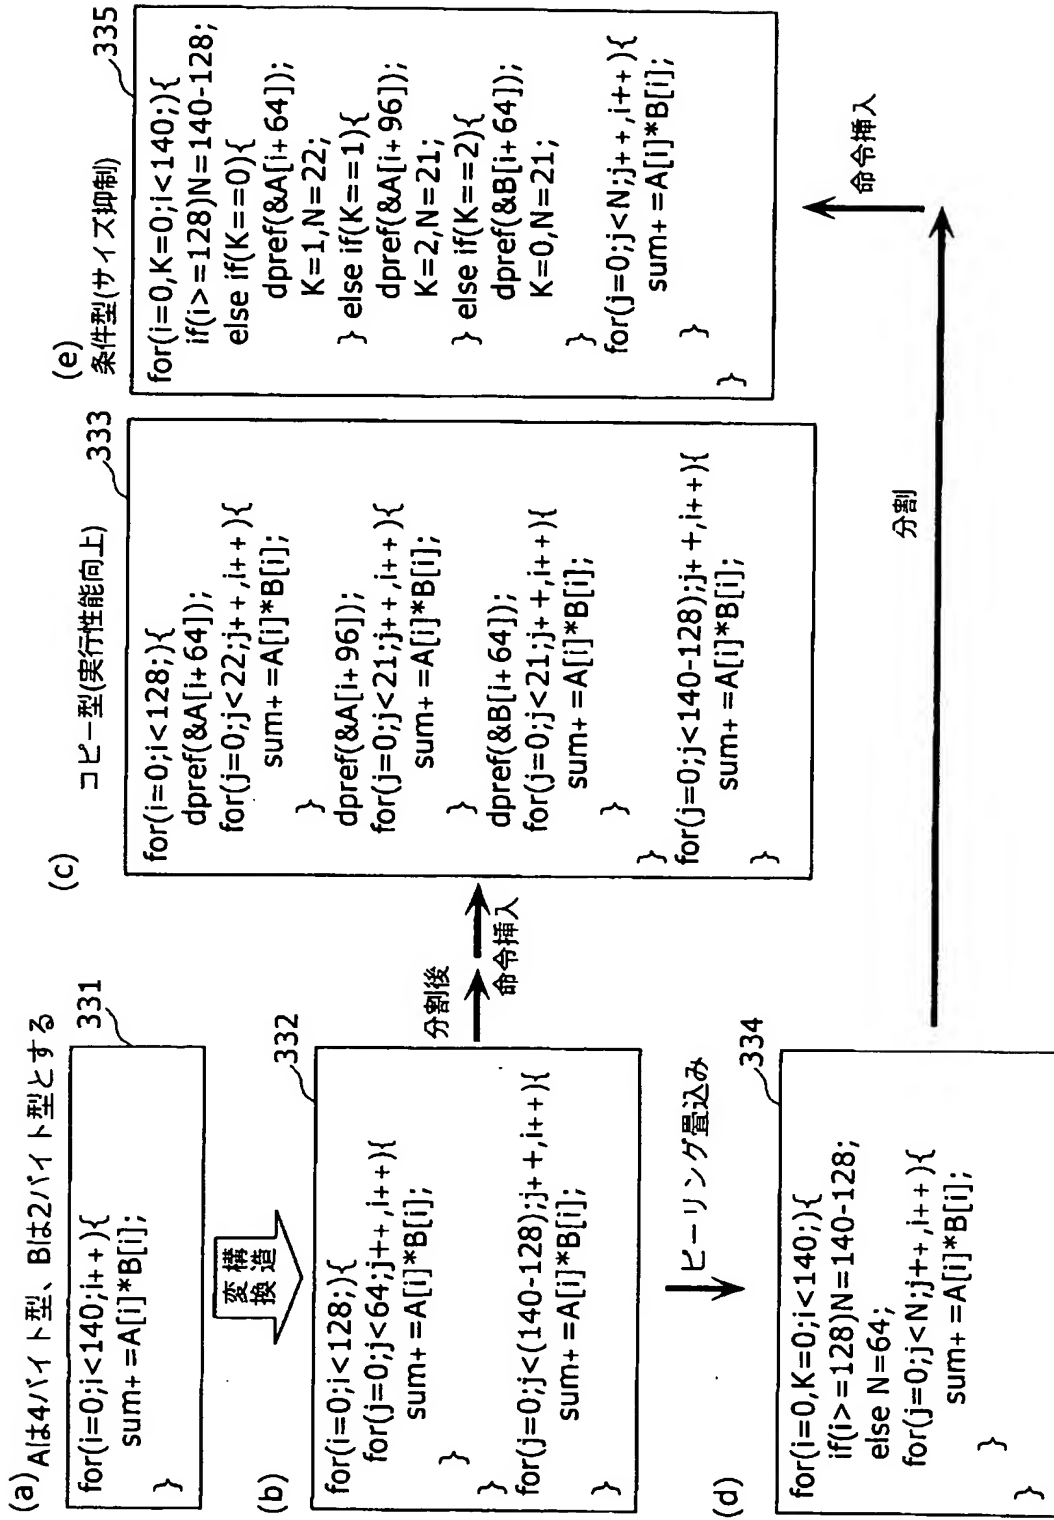 (a)
Aは4バイト型、Bは2バイト型とする
331
for(i=0;i<140;i++){
sum+=A[i]*B[i];
}
構造
変換
(b)
332
for(i=0;i<128;){
for(j=0;j<64;j++,i++){
sum+=A[i]*B[i];
}
}
for(j=0;j<(140-128);j++,i++){
sum+=A[i]*B[i];
}
分割後
命令挿入
(c)
コピー型(実行性能向上)
333
for(i=0;i<128;){
dpref(&A[i+64]);
for(j=0;j<22;j++,i++){
sum+=A[i]*B[i];
}
dpref(&A[i+96]);
for(j=0;j<21;j++,i++){
sum+=A[i]*B[i];
}
dpref(&B[i+64]);
for(j=0;j<21;j++,i++){
sum+=A[i]*B[i];
}
}
for(j=0;j<140-128);j++,i++){
sum+=A[i]*B[i];
}
ピーリング畳込み
(d)
334
for(i=0,K=0;i<140;){
if(i>=128)N=140-128;
else N=64;
for(j=0;j<N;j++,i++){
sum+=A[i]*B[i];
}
}
分割
命令挿入
(e)
条件型(サイズ抑制)
335
for(i=0,K=0;i<140;){
if(i>=128)N=140-128;
else if(K==0){
dpref(&A[i+64]);
K=1,N=22;
} else if(K==1){
dpref(&A[i+96]);
K=2,N=21;
} else if(K==2){
dpref(&B[i+64]);
K=0,N=21;
}
for(j=0;j<N;j++,i++){
sum+=A[i]*B[i];
}
}